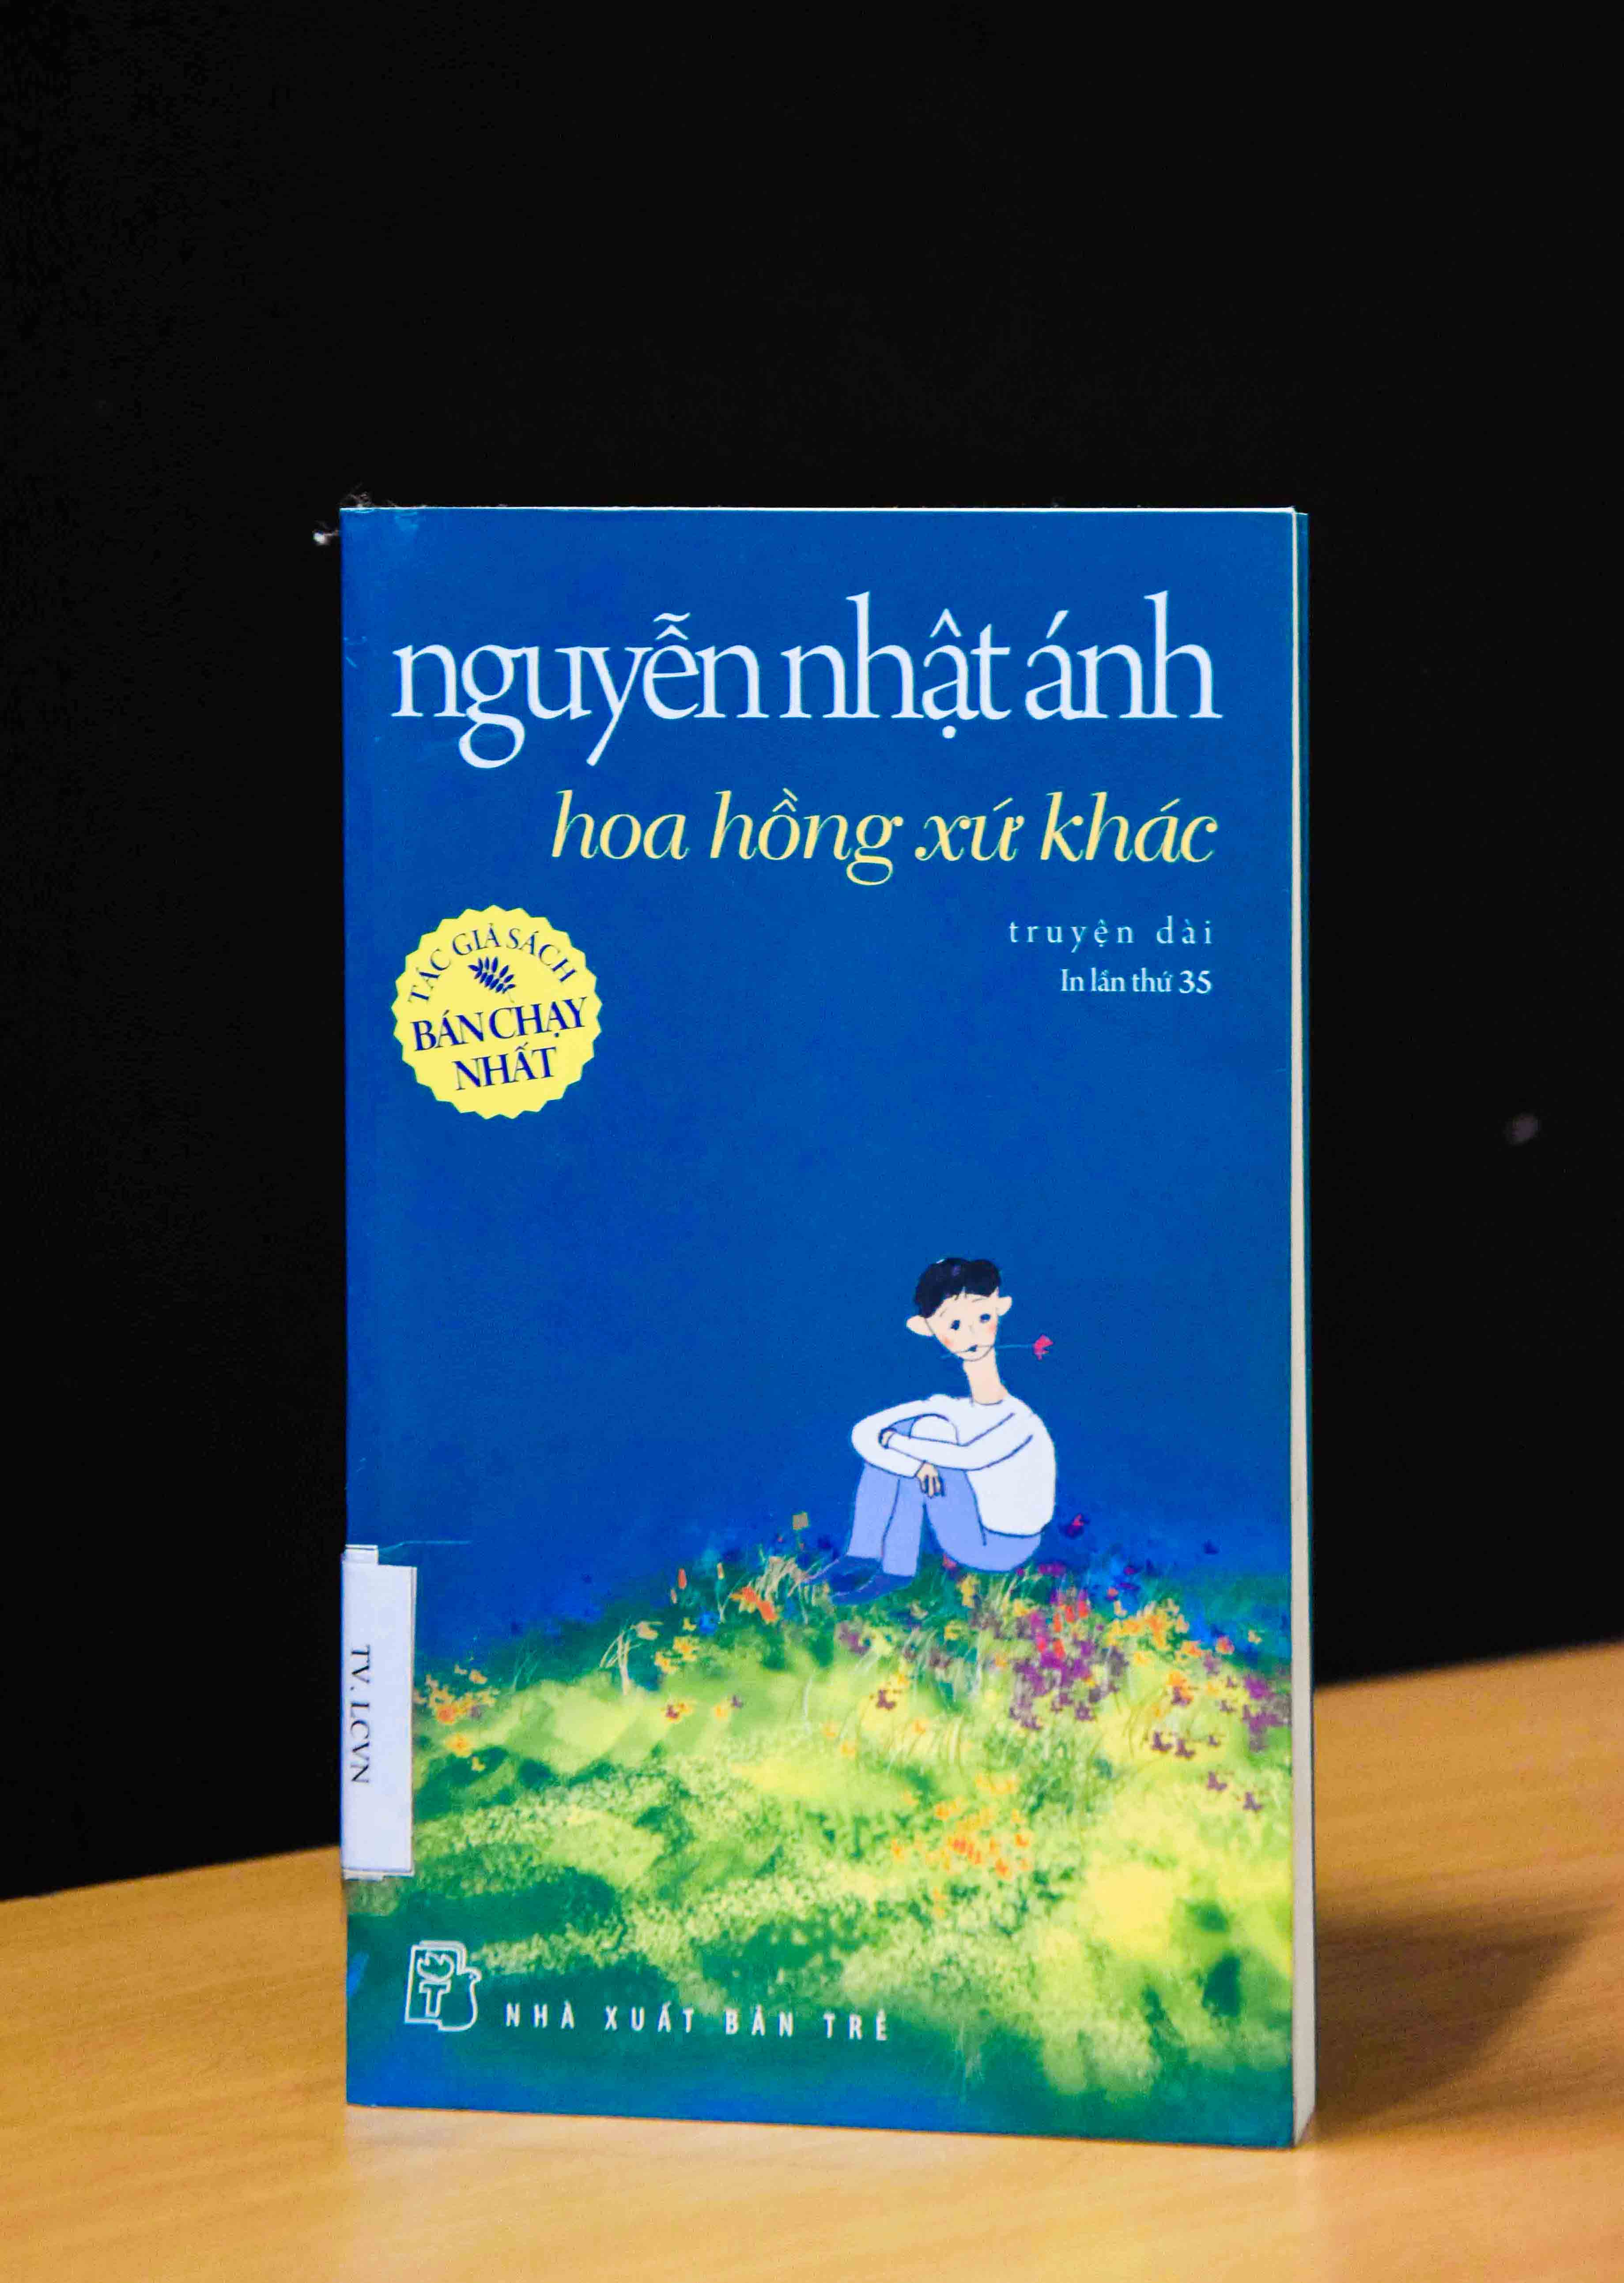 nguyễn nhật ánh
hoa hồng xứ khác
truyện dài
In lần thứ 35
TÁC GIẢ SÁCH
BÁN CHẠY
NHẤT
TV. LCVN
T
NHÀ XUẤT BẢN TRẺ